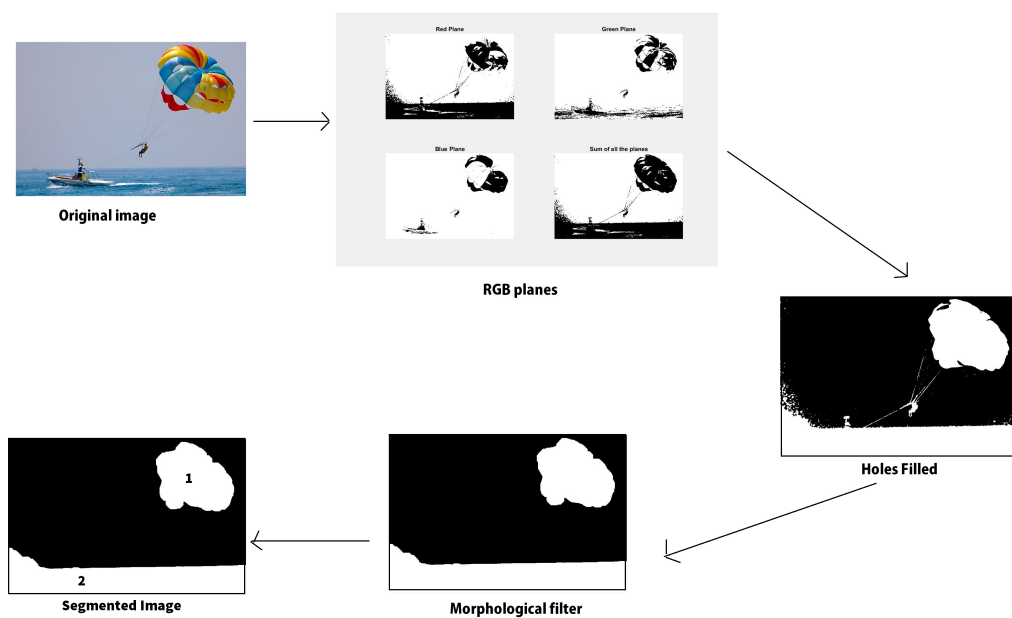 Red Plane
Green Plane
Blue Plane
Sum of all the planes
Original image
RGB planes
Holes Filled
1
2
Segmented Image
Morphological filter